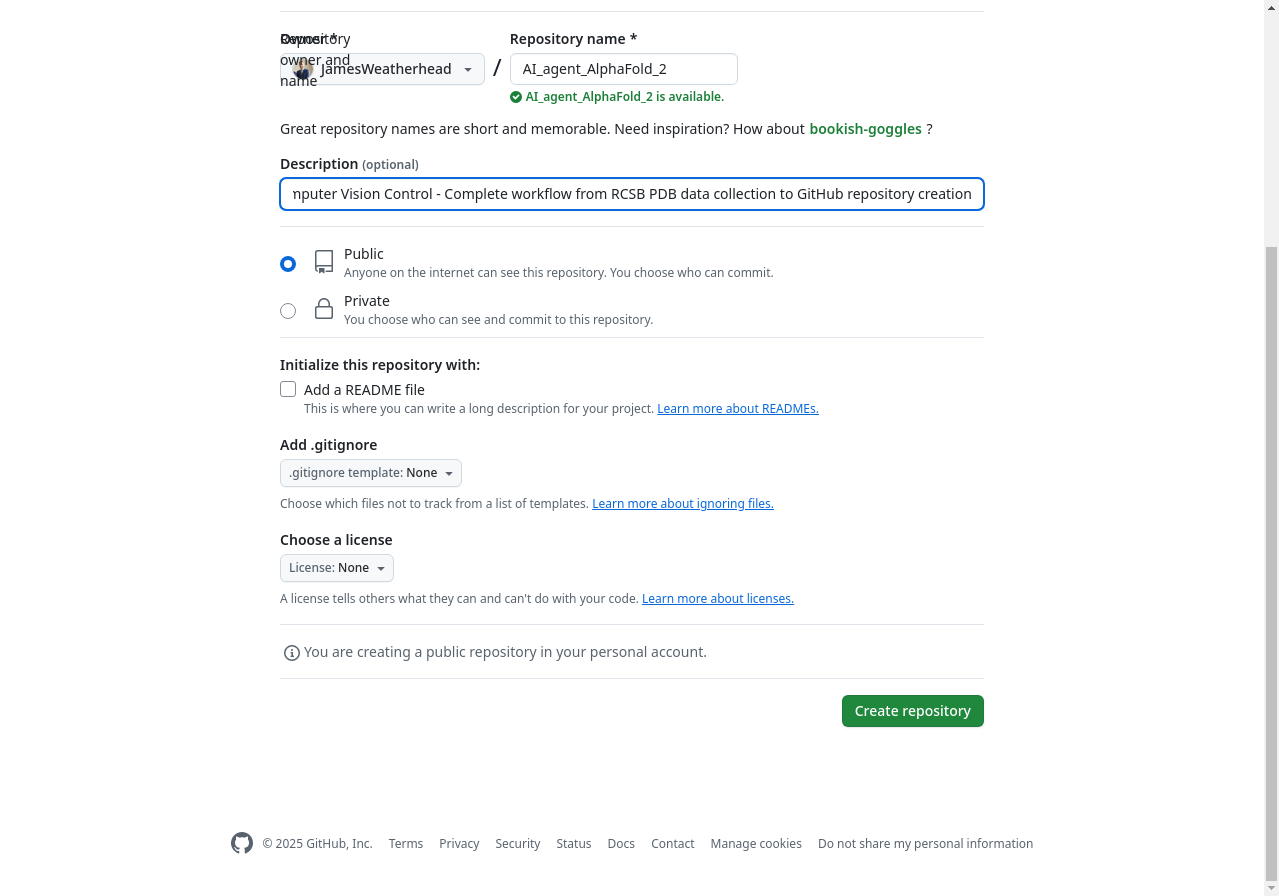 Owner *
Repository owner and name
Repository name *
JamesWeatherhead
/
AI_agent_AlphaFold_2
AI_agent_AlphaFold_2 is available.
Great repository names are short and memorable. Need inspiration? How about bookish-goggles ?
Description (optional)
mputer Vision Control - Complete workflow from RCSB PDB data collection to GitHub repository creation
Public
Anyone on the internet can see this repository. You choose who can commit.
Private
You choose who can see and commit to this repository.
Initialize this repository with:
Add a README file
This is where you can write a long description for your project. Learn more about READMEs.
Add .gitignore
.gitignore template: None
Choose which files not to track from a list of templates. Learn more about ignoring files.
Choose a license
License: None
A license tells others what they can and can't do with your code. Learn more about licenses.
You are creating a public repository in your personal account.
Create repository
© 2025 GitHub, Inc. Terms Privacy Security Status Docs Contact Manage cookies Do not share my personal information